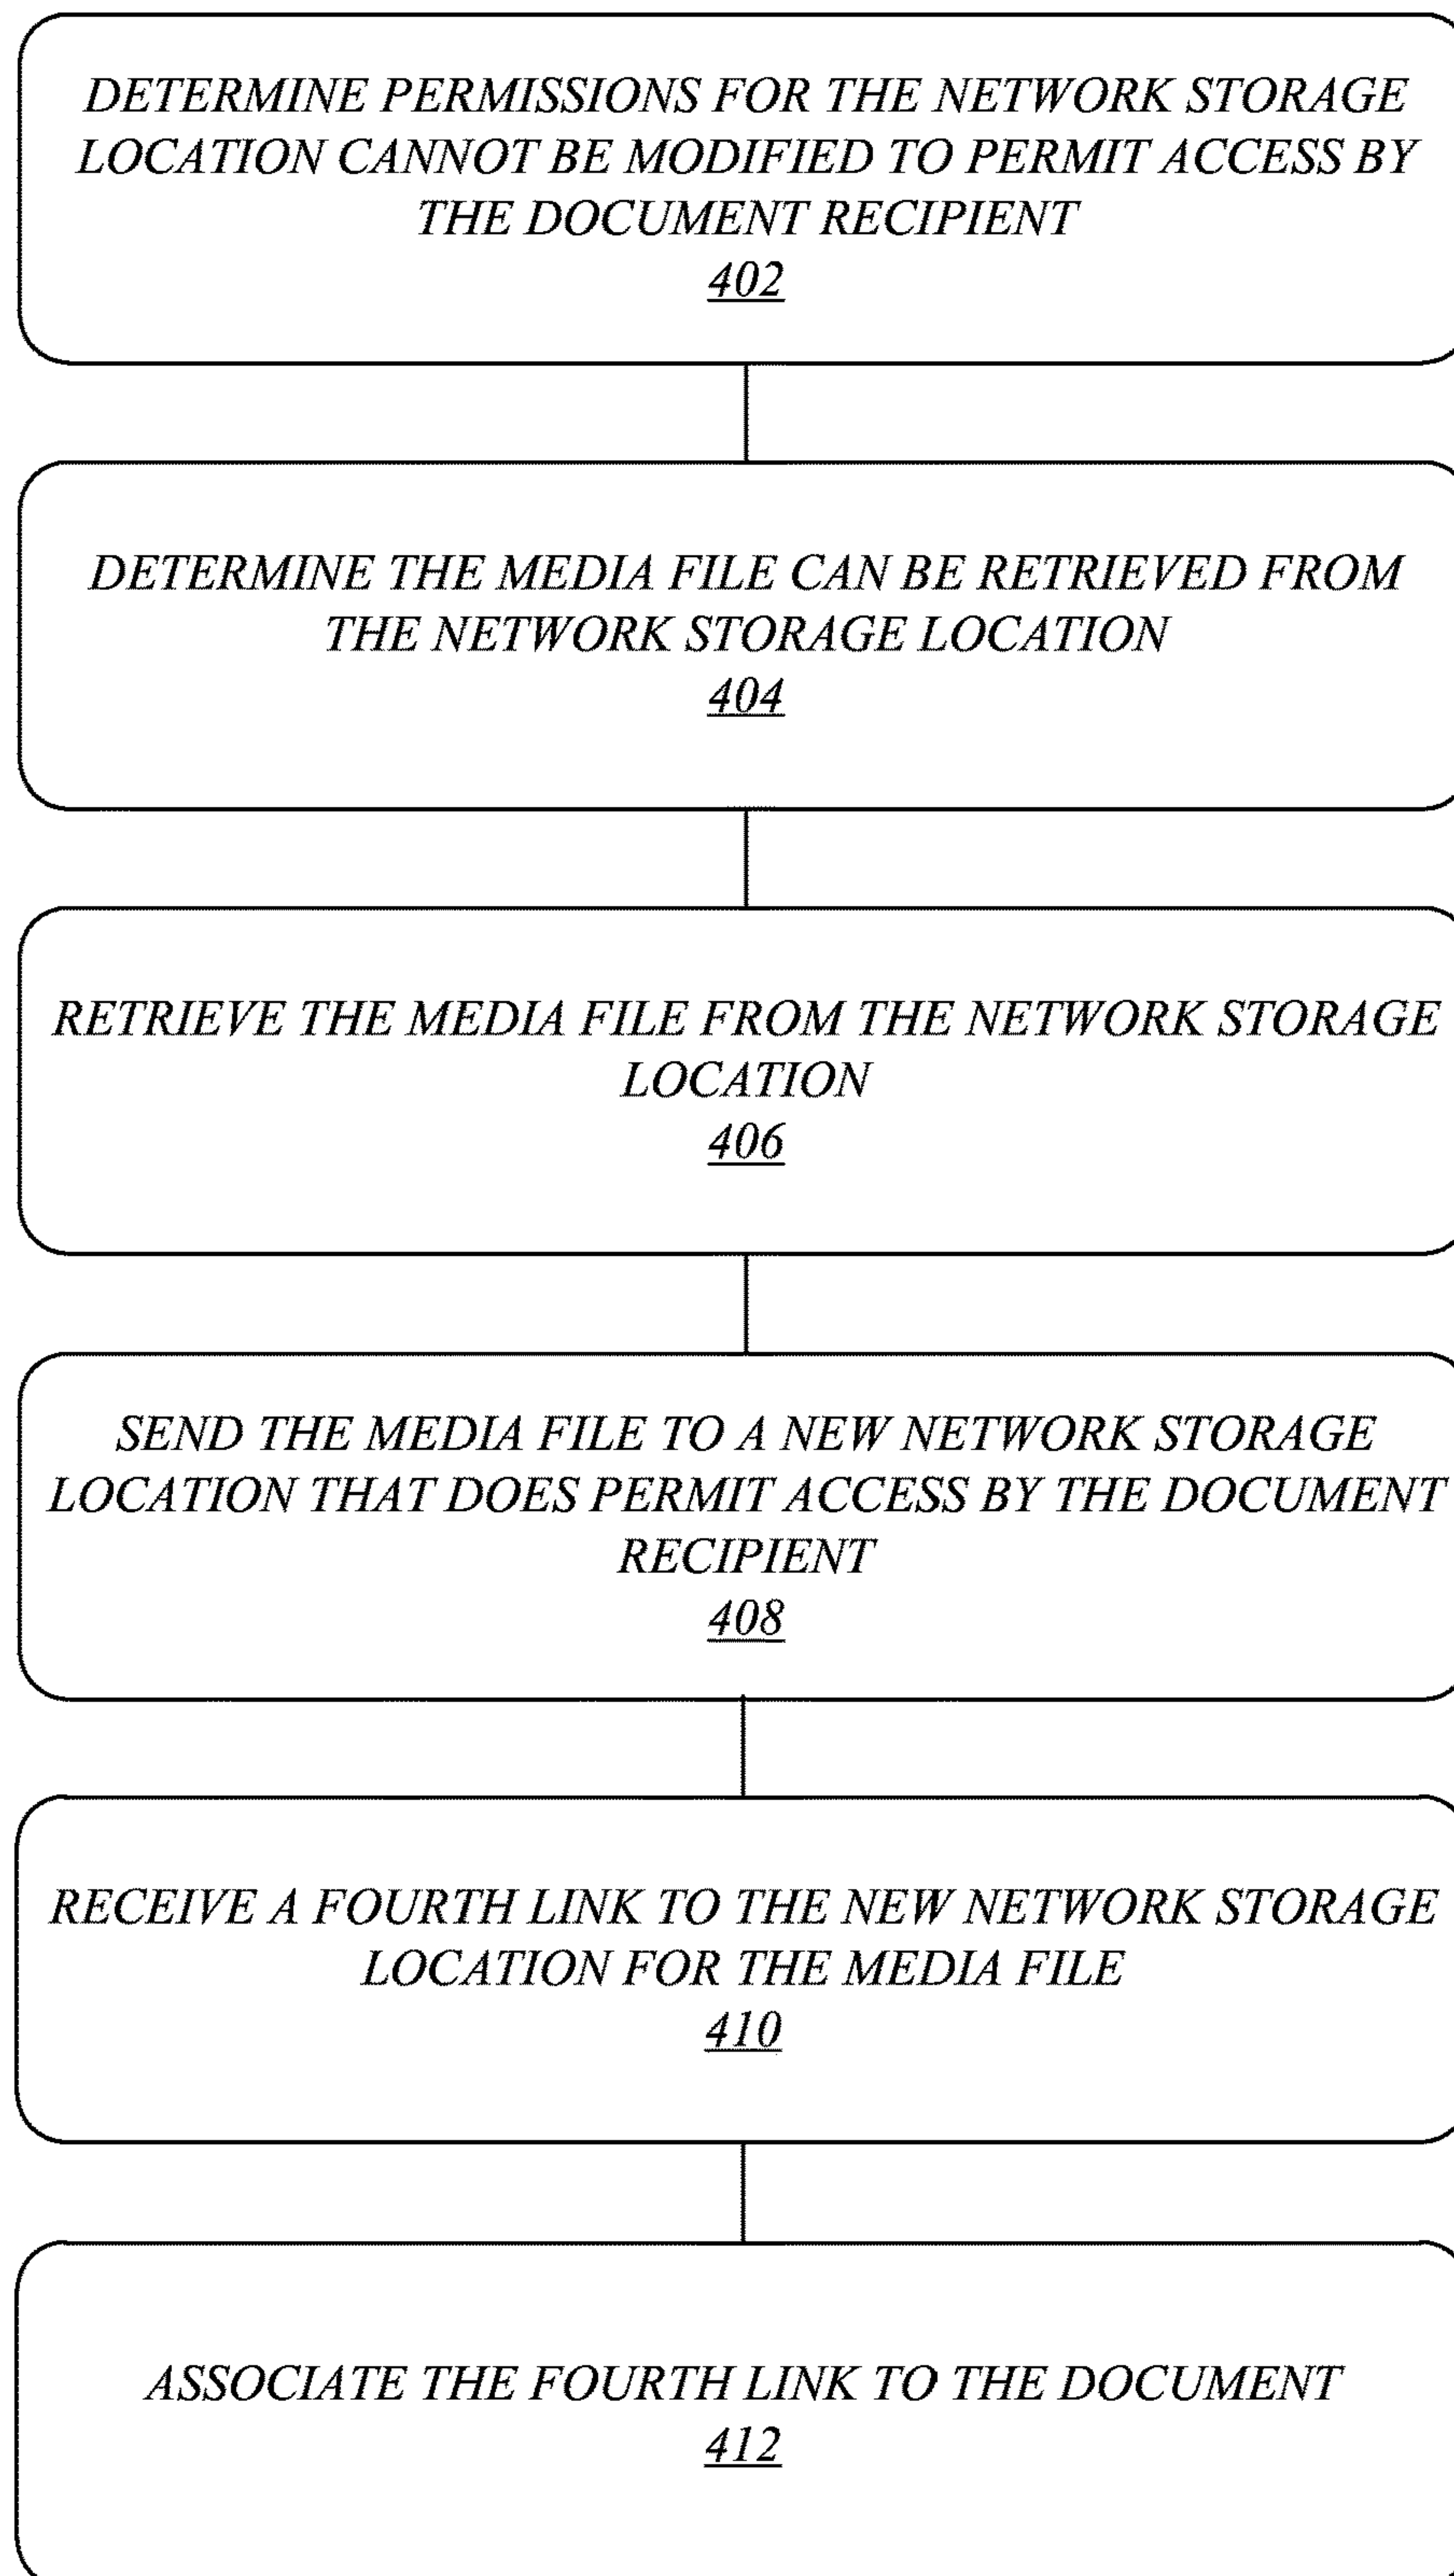 DETERMINE PERMISSIONS FOR THE NETWORK STORAGE
LOCATION CANNOT BE MODIFIED TO PERMIT ACCESS BY
THE DOCUMENT RECIPIENT
402
DETERMINE THE MEDIA FILE CAN BE RETRIEVED FROM
THE NETWORK STORAGE LOCATION
404
RETRIEVE THE MEDIA FILE FROM THE NETWORK STORAGE
LOCATION
406
SEND THE MEDIA FILE TO A NEW NETWORK STORAGE
LOCATION THAT DOES PERMIT ACCESS BY THE DOCUMENT
RECIPIENT
408
RECEIVE A FOURTH LINK TO THE NEW NETWORK STORAGE
LOCATION FOR THE MEDIA FILE
410
ASSOCIATE THE FOURTH LINK TO THE DOCUMENT
412